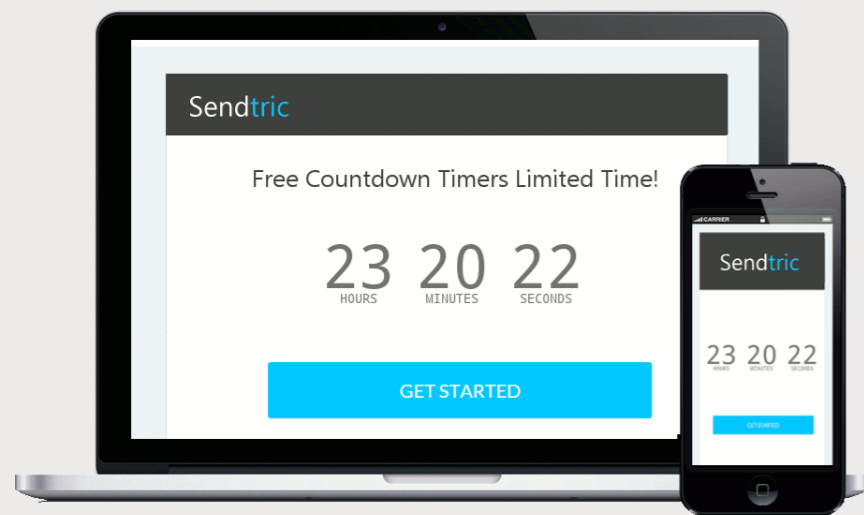 Sendtric
Free Countdown Timers Limited Time!
23 20 22
HOURS MINUTES SECONDS
GET STARTED
CARRIER
Sendtric
23 20 22
HOURS MINUTES SECONDS
GET STARTED